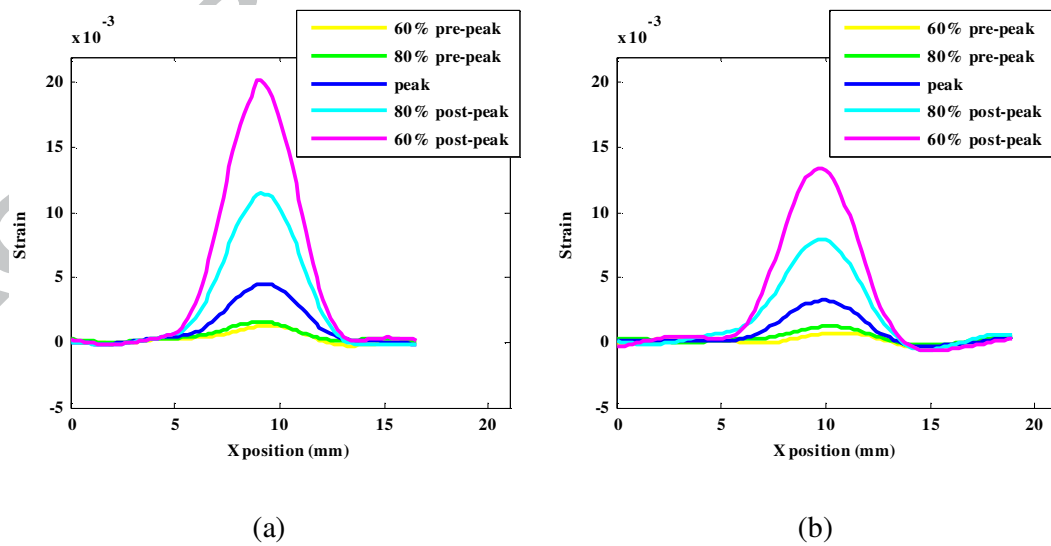 x10 -3
60% pre-peak
80% pre-peak
peak
80% post-peak
60% post-peak
20
15
10
5
0
-5
Strain
0 5 10 15 20
X position (mm)
(a)
x10 -3
60% pre-peak
80% pre-peak
peak
80% post-peak
60% post-peak
20
15
10
5
0
-5
Strain
0 5 10 15 20
X position (mm)
(b)